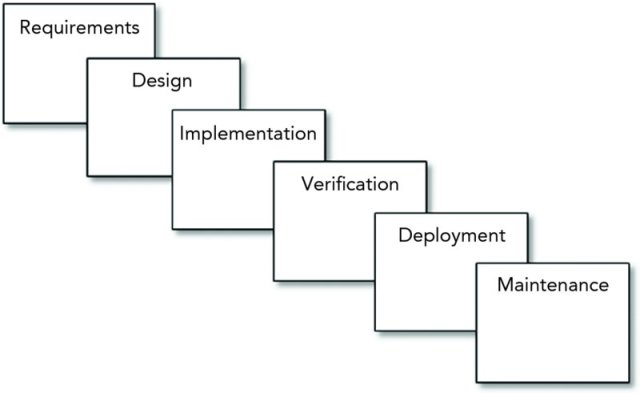 Requirements
Design
Implementation
Verification
Deployment
Maintenance